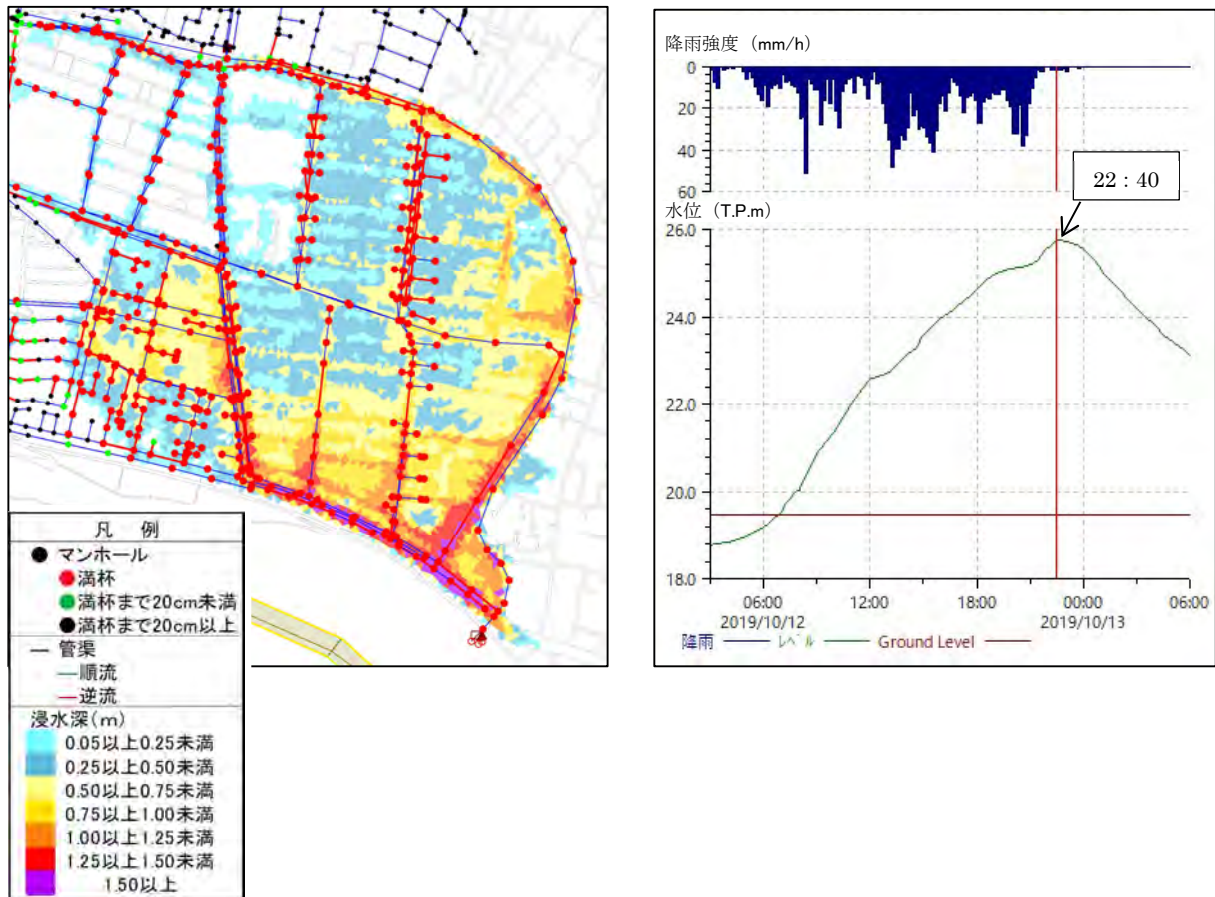 凡 例
マンホール
満杯
満杯まで20cm未満
満杯まで20cm以上
管渠
順流
逆流
浸水深(m)
0.05以上0.25未満
0.25以上0.50未満
0.50以上0.75未満
0.75以上1.00未満
1.00以上1.25未満
1.25以上1.50未満
1.50以上
降雨強度 (mm/h)
0
20
40
60
22:40
水位 (T.P.m)
26.0
24.0
22.0
20.0
18.0
06:00 12:00 18:00 00:00 06:00
2019/10/12 2019/10/13
降雨 レベル Ground Level